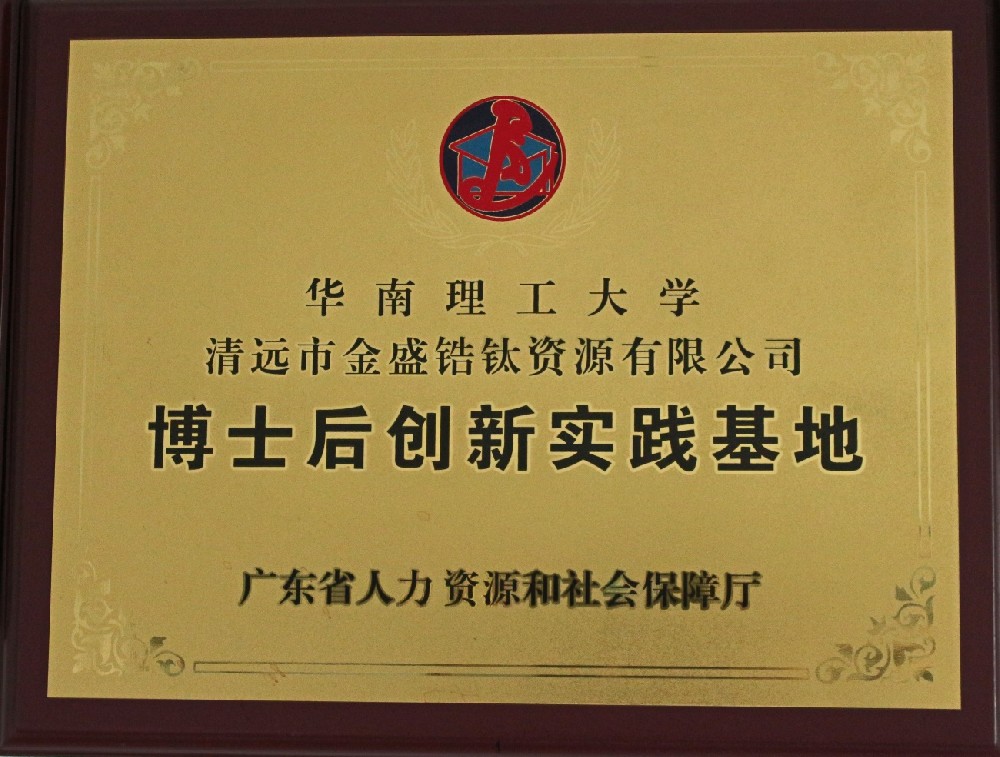 华南理工大学
清远市金盛锆钛资源有限公司
博士后创新实践基地
广东省人力资源和社会保障厅